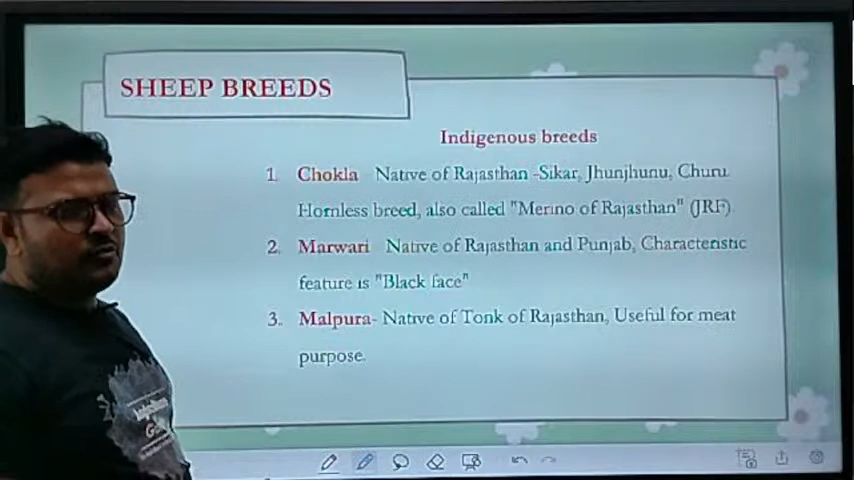 SHEEP BREEDS
Indigenous breeds
1. Chokla Native of Rajasthan -Sikar, Jhunjhunu, Churu.
Hornless breed, also called "Merino of Rajasthan" (JRF)
2. Marwari Native of Rajasthan and Punjab, Characteristic
feature is "Black face"
3. Malpura- Native of Tonk of Rajasthan, Useful for meat
purpose.